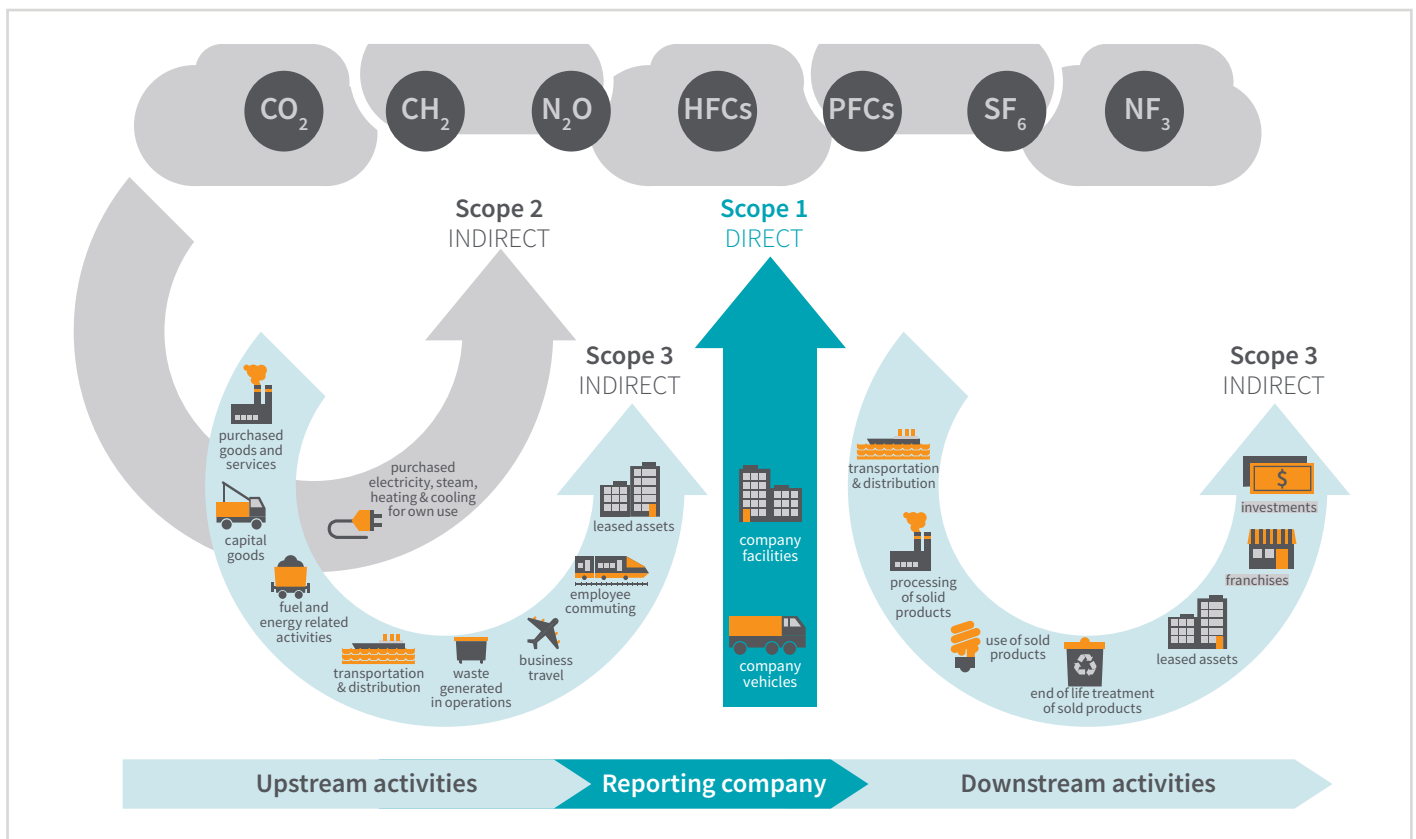 CO₂ CH₂ N₂O HFCs PFCs SF₆ NF₃
Scope 2
INDIRECT
Scope 1
DIRECT
Scope 3
INDIRECT
Scope 3
INDIRECT
purchased
goods and
services
capital
goods
fuel and
energy related
activities
transportation
& distribution
waste
generated
in operations
business
travel
employee
commuting
leased assets
purchased
electricity, steam,
heating & cooling
for own use
company
facilities
company
vehicles
transportation
& distribution
processing
of solid
products
use of sold
products
end of life treatment
of sold products
leased assets
franchises
$
investments
Upstream activities
Reporting company
Downstream activities